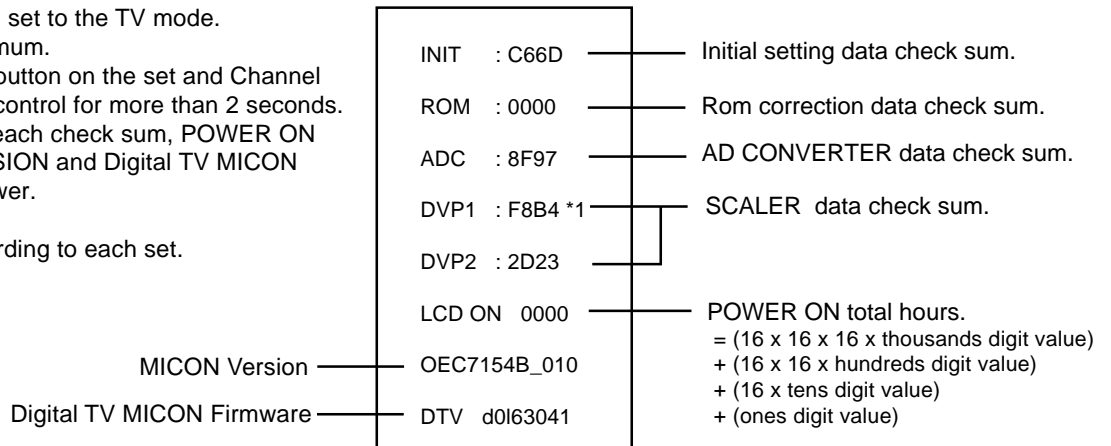 set to the TV mode.
mum.
button on the set and Channel
control for more than 2 seconds.
each check sum, POWER ON
SION and Digital TV MICON
wer.
rding to each set.
INIT : C66D
Initial setting data check sum.
ROM : 0000
Rom correction data check sum.
ADC : 8F97
AD CONVERTER data check sum.
DVP1 : F8B4 *1
SCALER data check sum.
DVP2 : 2D23
LCD ON 0000
POWER ON total hours.
= (16 x 16 x 16 x thousands digit value)
+ (16 x 16 x hundreds digit value)
+ (16 x tens digit value)
+ (ones digit value)
MICON Version
OEC7154B_010
Digital TV MICON Firmware
DTV d0I63041